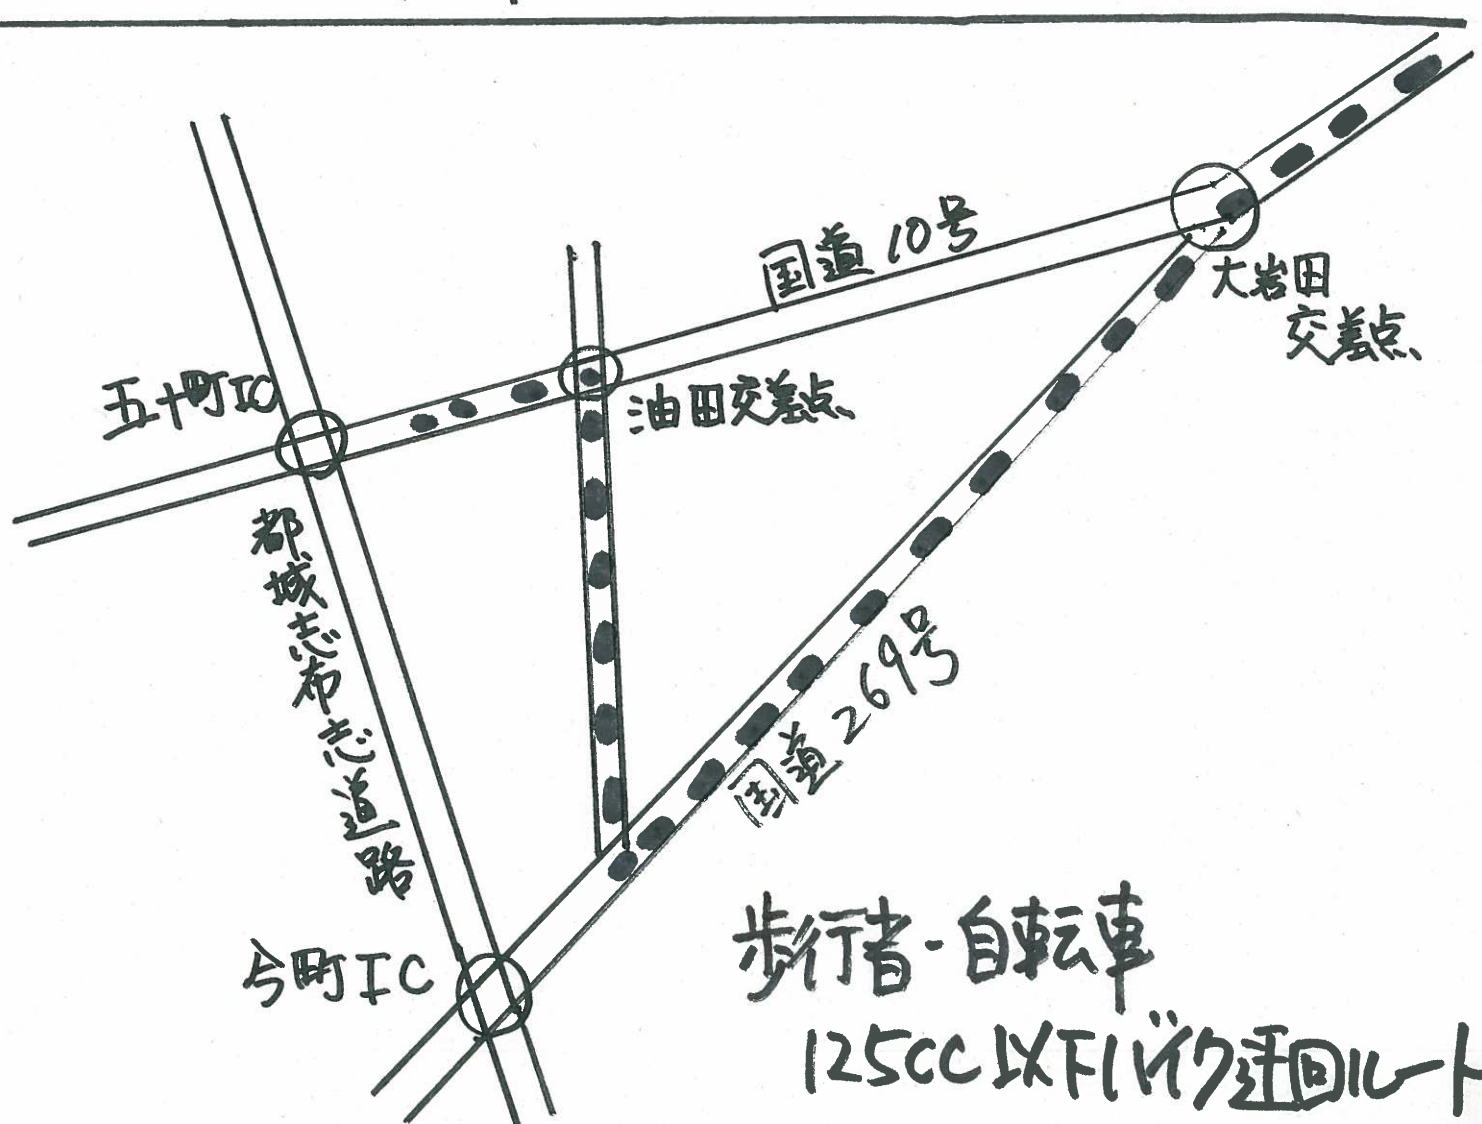 国道10号
大岩田
交差点
五十町IC
油田交差点
都城志布志道路
国道269号
今町IC
歩行者・自転車
125CC以下バイク迂回ルート